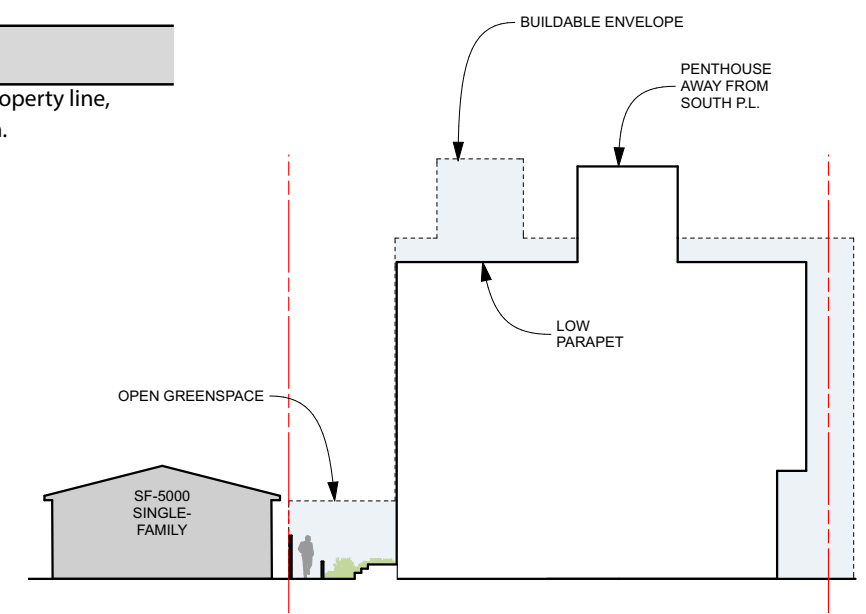 operty line,
BUILDABLE ENVELOPE
PENTHOUSE
AWAY FROM
SOUTH P.L.
LOW
PARAPET
OPEN GREENSPACE
SF-5000
SINGLE-
FAMILY